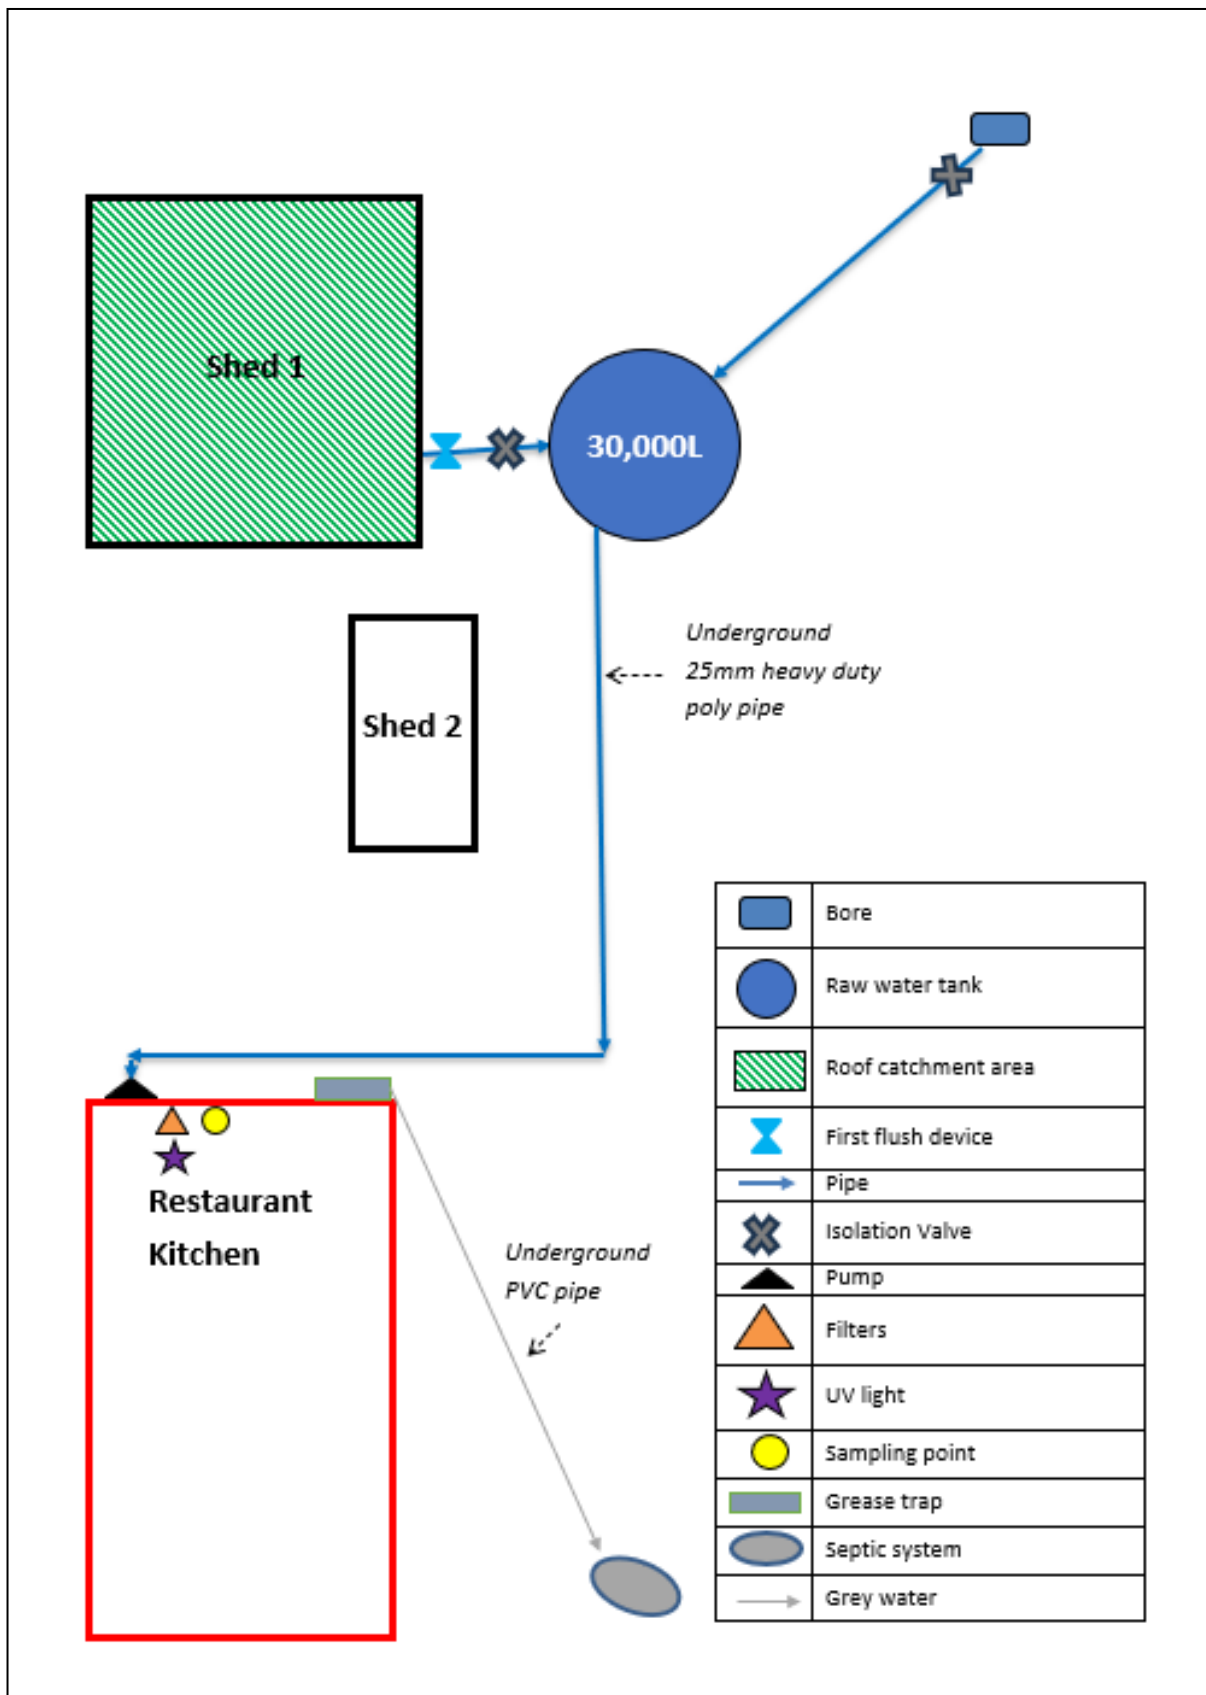 Shed 1
30,000L
Underground
25mm heavy duty
poly pipe
Shed 2
Restaurant
Kitchen
Underground
PVC pipe
Bore
Raw water tank
Roof catchment area
First flush device
Pipe
Isolation Valve
Pump
Filters
UV light
Sampling point
Grease trap
Septic system
Grey water